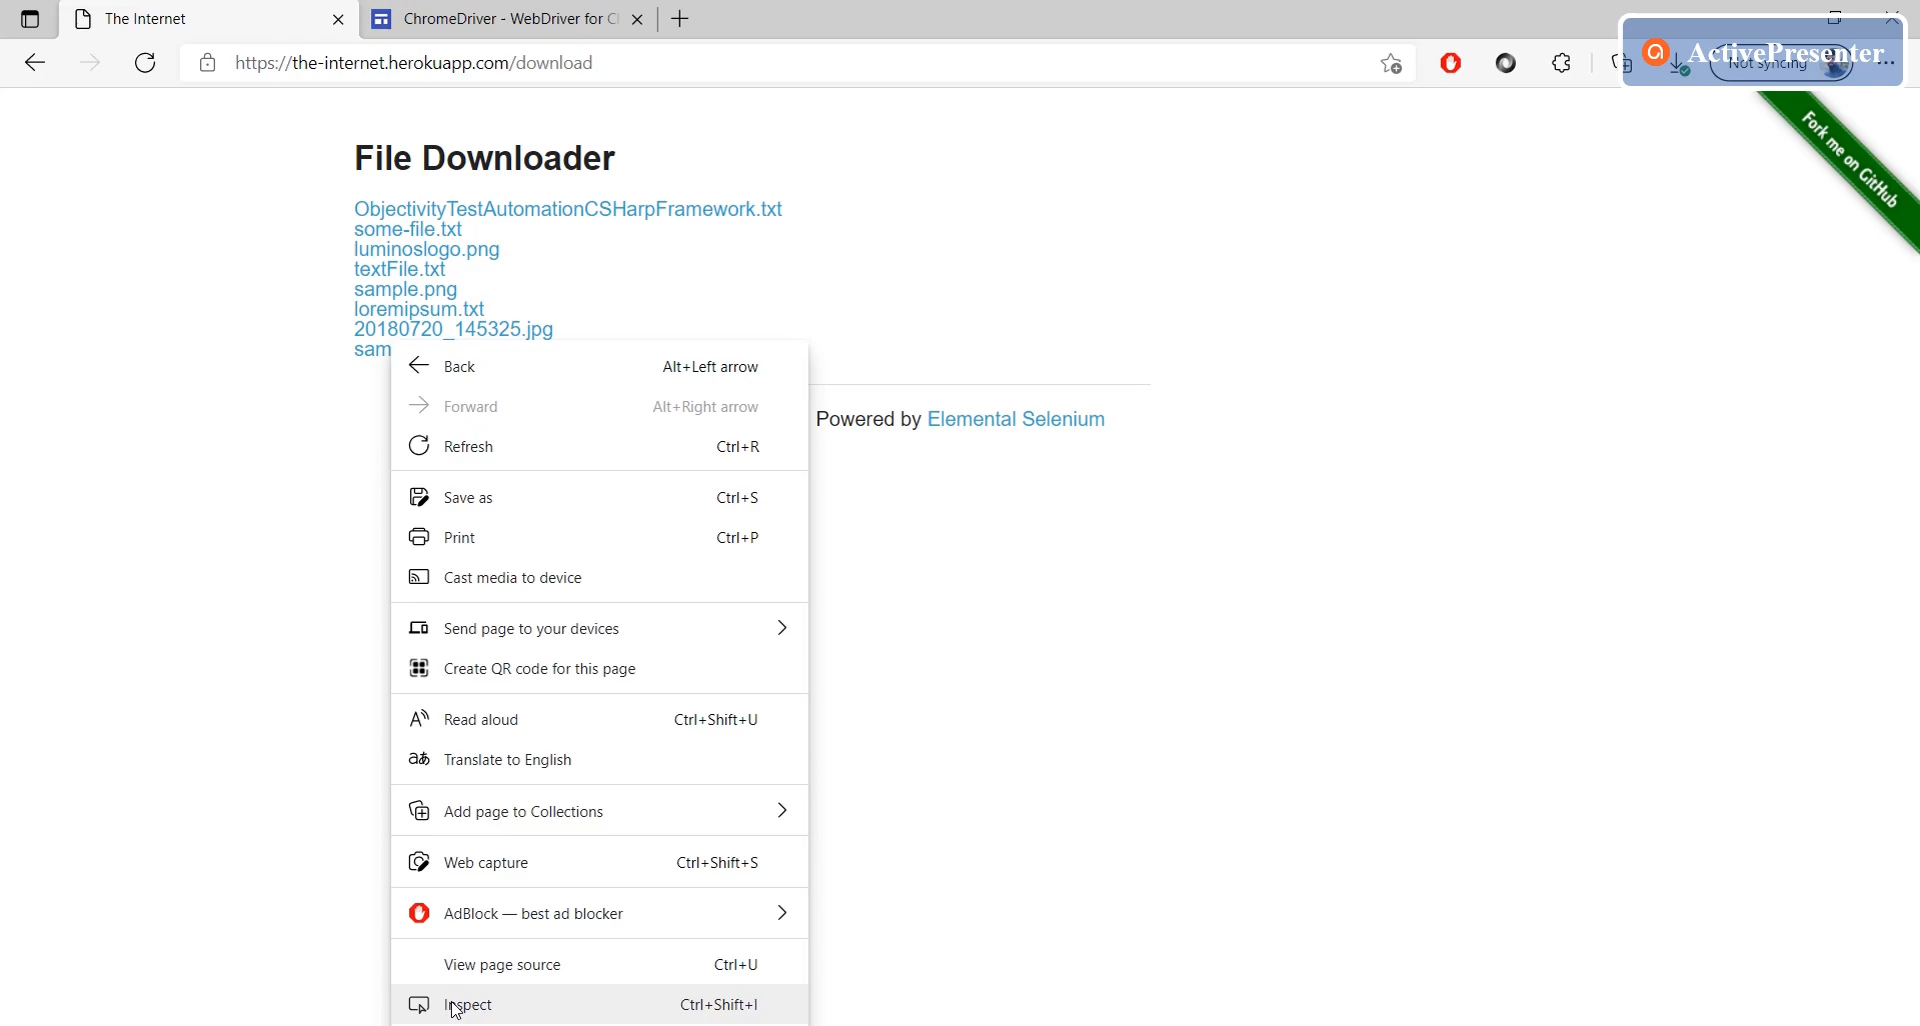 The Internet
ChromeDriver - WebDriver for C
ActivePresenter
https://the-internet.herokuapp.com/download
Not syncing
Fork me on GitHub
File Downloader
ObjectivityTestAutomationCSHarpFramework.txt
some-file.txt
luminoslogo.png
textFile.txt
sample.png
loremipsum.txt
20180720_145325.jpg
sam
Back Alt+Left arrow
Forward Alt+Right arrow
Powered by Elemental Selenium
Refresh Ctrl+R
Save as Ctrl+S
Print Ctrl+P
Cast media to device
Send page to your devices
Create QR code for this page
Read aloud Ctrl+Shift+U
Translate to English
Add page to Collections
Web capture Ctrl+Shift+S
AdBlock — best ad blocker
View page source Ctrl+U
Inspect Ctrl+Shift+I